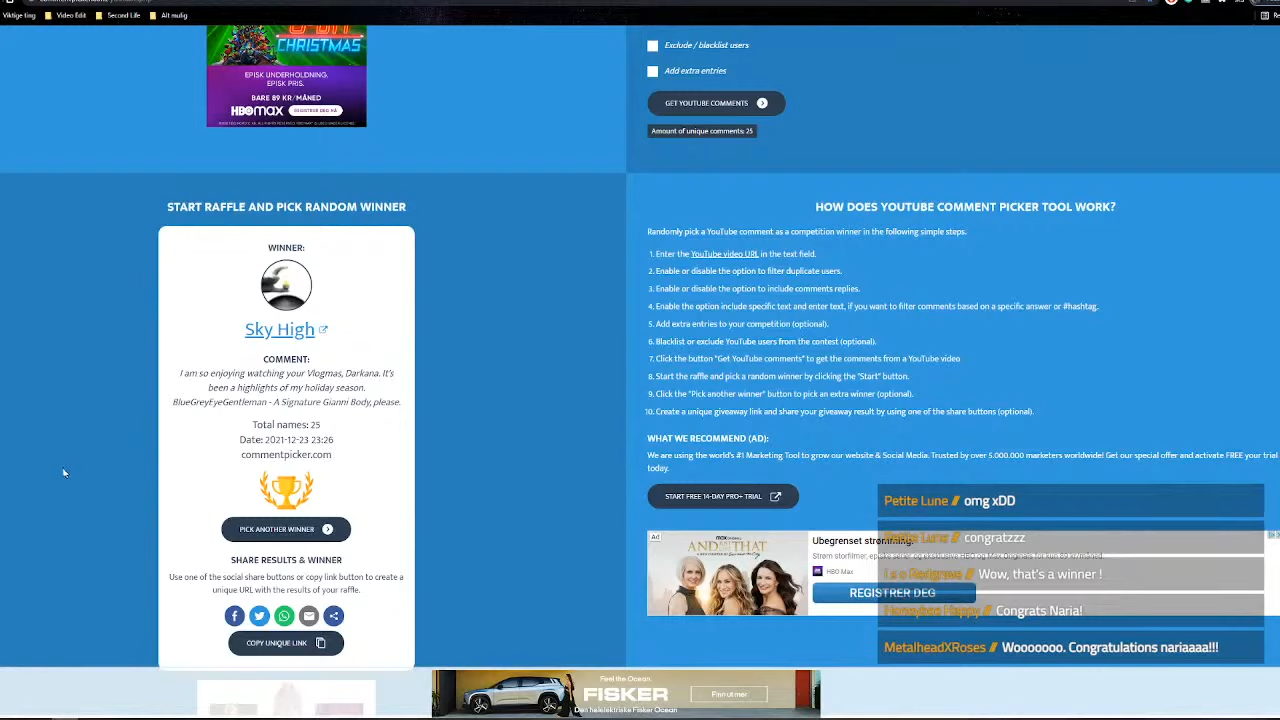 Viktige ting
Video Edit
Second Life
Alt mulig
CHRISTMAS
EPISK UNDERHOLDNING.
EPISK PRIS.
BARE 89 KR/MÅNED
HBOmax
REGISTRER DEG NÅ
Exclude / blacklist users
Add extra entries
GET YOUTUBE COMMENTS
Amount of unique comments: 25
START RAFFLE AND PICK RANDOM WINNER
WINNER:
Sky High
COMMENT:
I am so enjoying watching your Vlogmas, Darkana. It's
been a highlights of my holiday season.
BlueGreyEyeGentleman - A Signature Gianni Body, please.
Total names: 25
Date: 2021-12-23 23:26
commentpicker.com
PICK ANOTHER WINNER
SHARE RESULTS & WINNER
Use one of the social share buttons or copy link button to create a
unique URL with the results of your raffle.
COPY UNIQUE LINK
HOW DOES YOUTUBE COMMENT PICKER TOOL WORK?
Randomly pick a YouTube comment as a competition winner in the following simple steps.
1. Enter the YouTube video URL in the text field.
2. Enable or disable the option to filter duplicate users.
3. Enable or disable the option to include comments replies.
4. Enable the option include specific text and enter text, if you want to filter comments based on a specific answer or #hashtag.
5. Add extra entries to your competition (optional).
6. Blacklist or exclude YouTube users from the contest (optional).
7. Click the button "Get YouTube comments" to get the comments from a YouTube video
8. Start the raffle and pick a random winner by clicking the "Start" button.
9. Click the "Pick another winner" button to pick an extra winner (optional).
10. Create a unique giveaway link and share your giveaway result by using one of the share buttons (optional).
WHAT WE RECOMMEND (AD):
We are using the world's #1 Marketing Tool to grow our website & Social Media. Trusted by over 5.000.000 marketers worldwide! Get our special offer and activate FREE your trial
today.
START FREE 14-DAY PRO+ TRIAL
Petite Lune // omg xDD
Ad
max
AND JUST LIKE THAT
Ubegrenset strømming.
Petite Lune // congratzzz
HBO Max
Wow, that's a winner !
REGISTRER DEG
Honeybee Happy // Congrats Naria!
MetalheadXRoses // Wooooooo. Congratulations nariaaaa!!!
Feel the Ocean.
FISKER
Den helelektriske Fisker Ocean
Finn ut mer